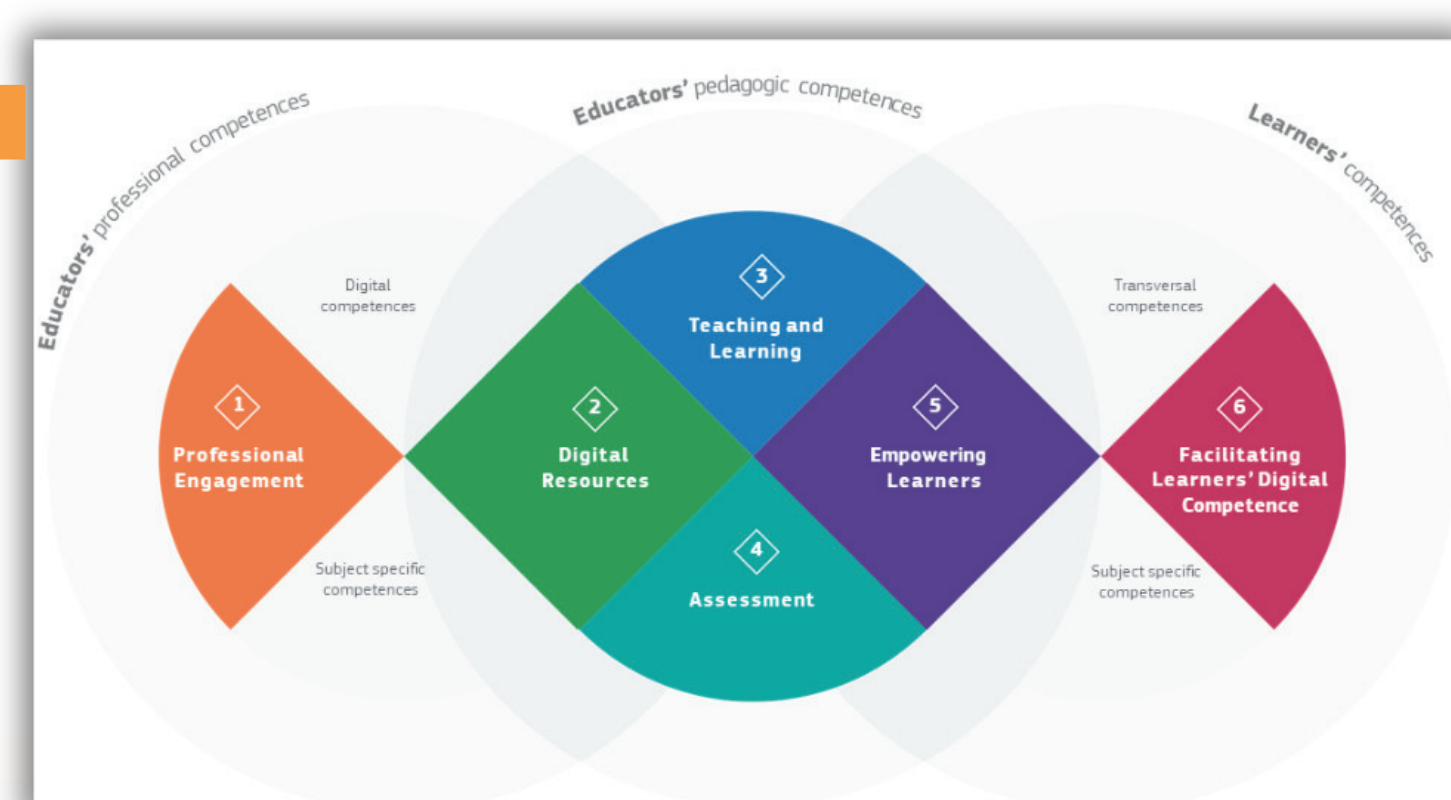 Educators' professional competences
Educators' pedagogic competences
Learners' competences
Digital
competences
Transversal
competences
1
Professional
Engagement
2
Digital
Resources
3
Teaching and
Learning
4
Assessment
5
Empowering
Learners
6
Facilitating
Learners' Digital
Competence
Subject specific
competences
Subject specific
competences